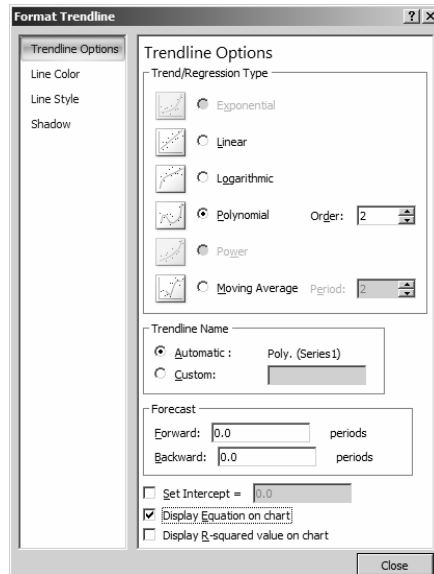 Format Trendline
Trendline Options
Line Color
Line Style
Shadow
Trendline Options
Trend/Regression Type
Exponential
Linear
Logarithmic
Polynomial Order: 2
Power
Moving Average Period: 2
Trendline Name
Automatic : Poly. (Series1)
Custom:
Forecast
Forward: 0.0 periods
Backward: 0.0 periods
Set Intercept = 0.0
Display Equation on chart
Display R-squared value on chart
Close